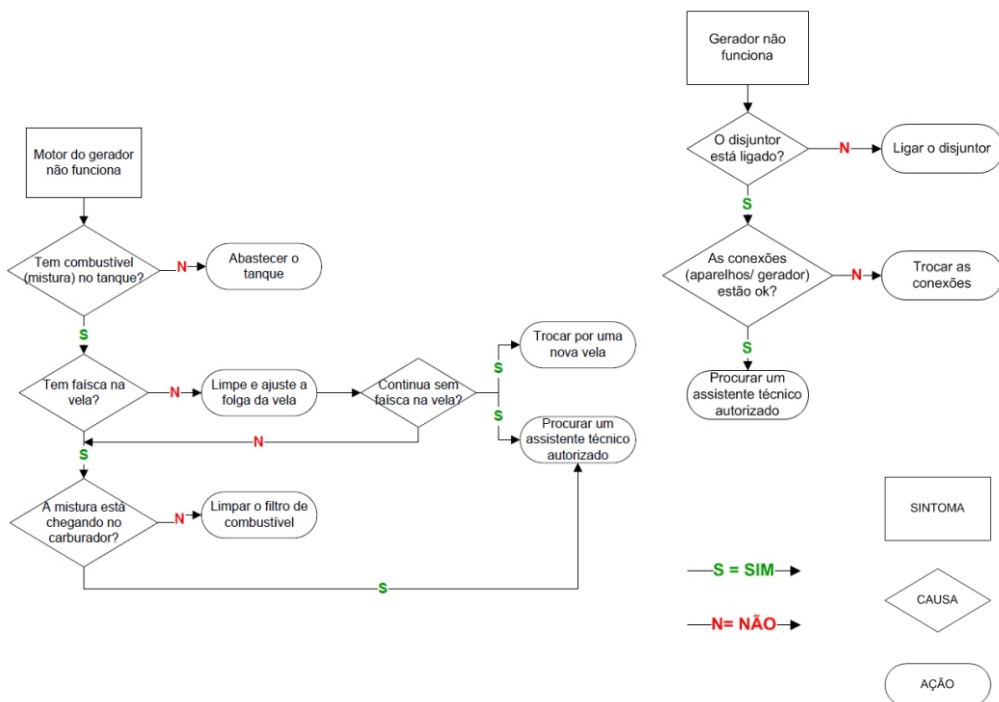 Motor do gerador
não funciona
Tem combustível
(mistura) no tanque?
N
Abastecer o
tanque
S
Tem faísca na
vela?
N
Limpe e ajuste a
folga da vela
Continua sem
faísca na vela?
S
Trocar por uma
nova vela
S
Procurar um
assistente técnico
autorizado
N
S
A mistura está
chegando no
carburador?
N
Limpar o filtro de
combustível
S
Gerador não
funciona
O disjuntor
está ligado?
N
Ligar o disjuntor
S
As conexões
(aparelhos/ gerador)
estão ok?
N
Trocar as
conexões
S
Procurar um
assistente técnico
autorizado
S = SIM
N= NÃO
SINTOMA
CAUSA
AÇÃO